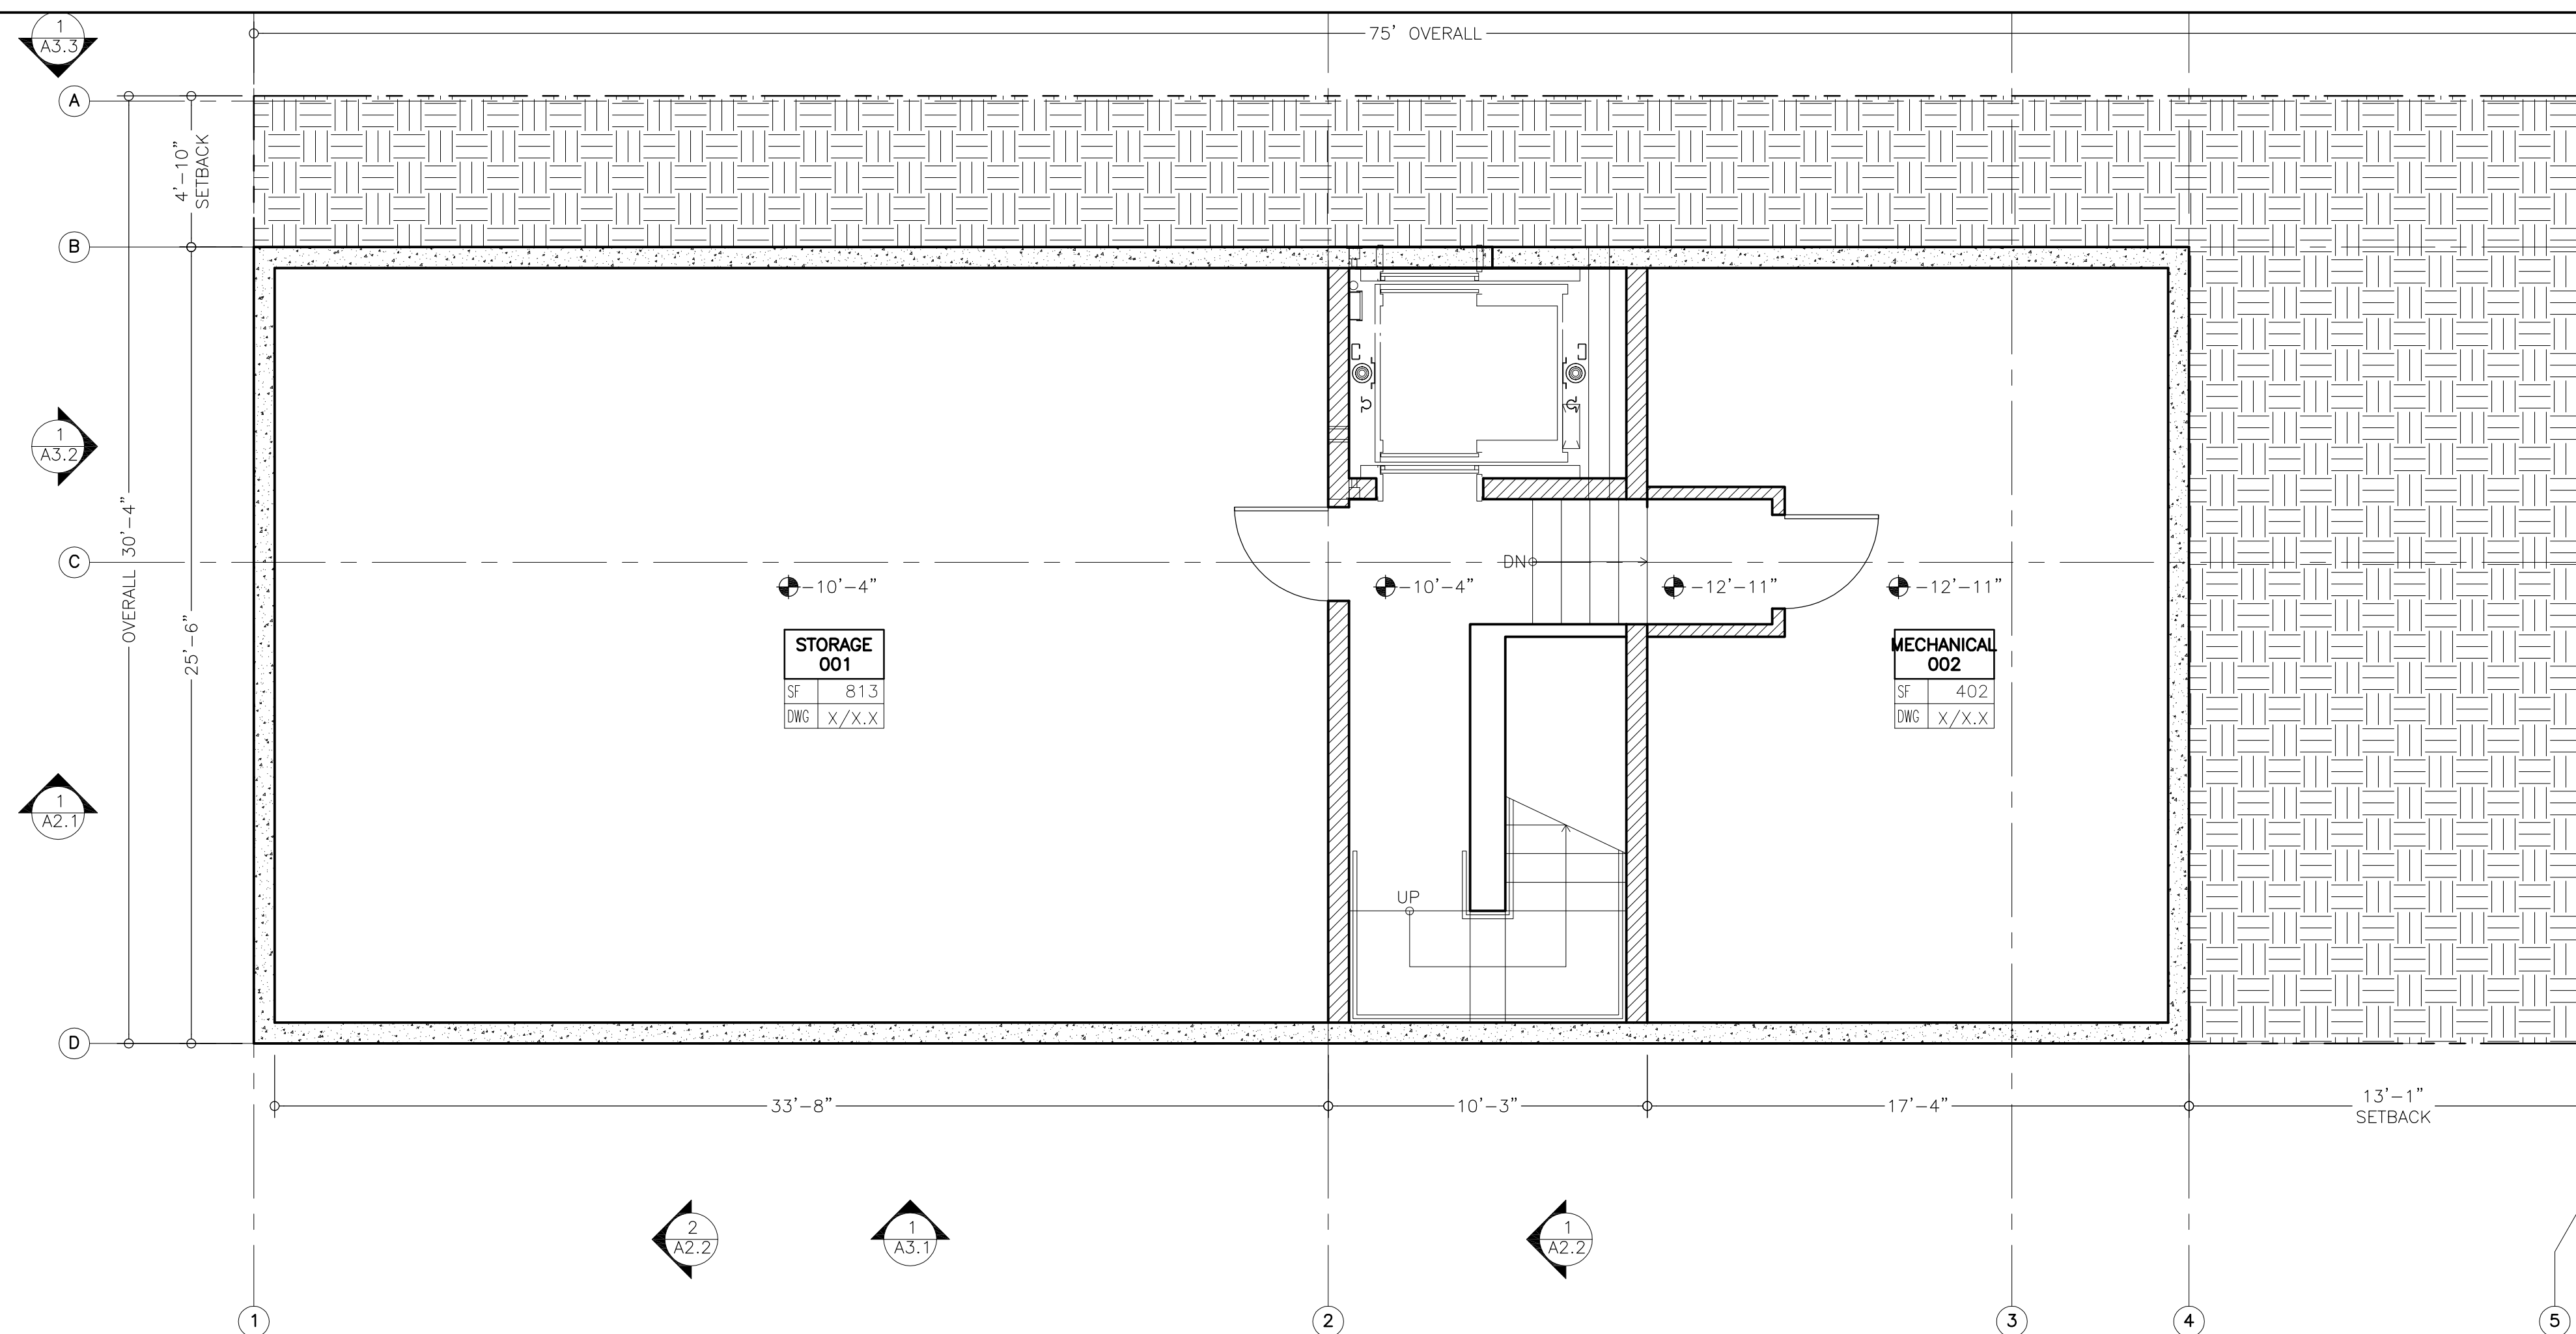 1
A3.3
75' OVERALL
A
4'-10"
SETBACK
B
1
A3.2
OVERALL 30'-4"
C
DN
-10'-4"
-10'-4"
-12'-11"
-12'-11"
25'-6"
STORAGE
001
SF 813
DWG X/X.X
MECHANICAL
002
SF 402
DWG X/X.X
1
A2.1
UP
D
33'-8"
10'-3"
17'-4"
13'-1"
SETBACK
2
A2.2
1
A3.1
1
A2.2
1
2
3
4
5